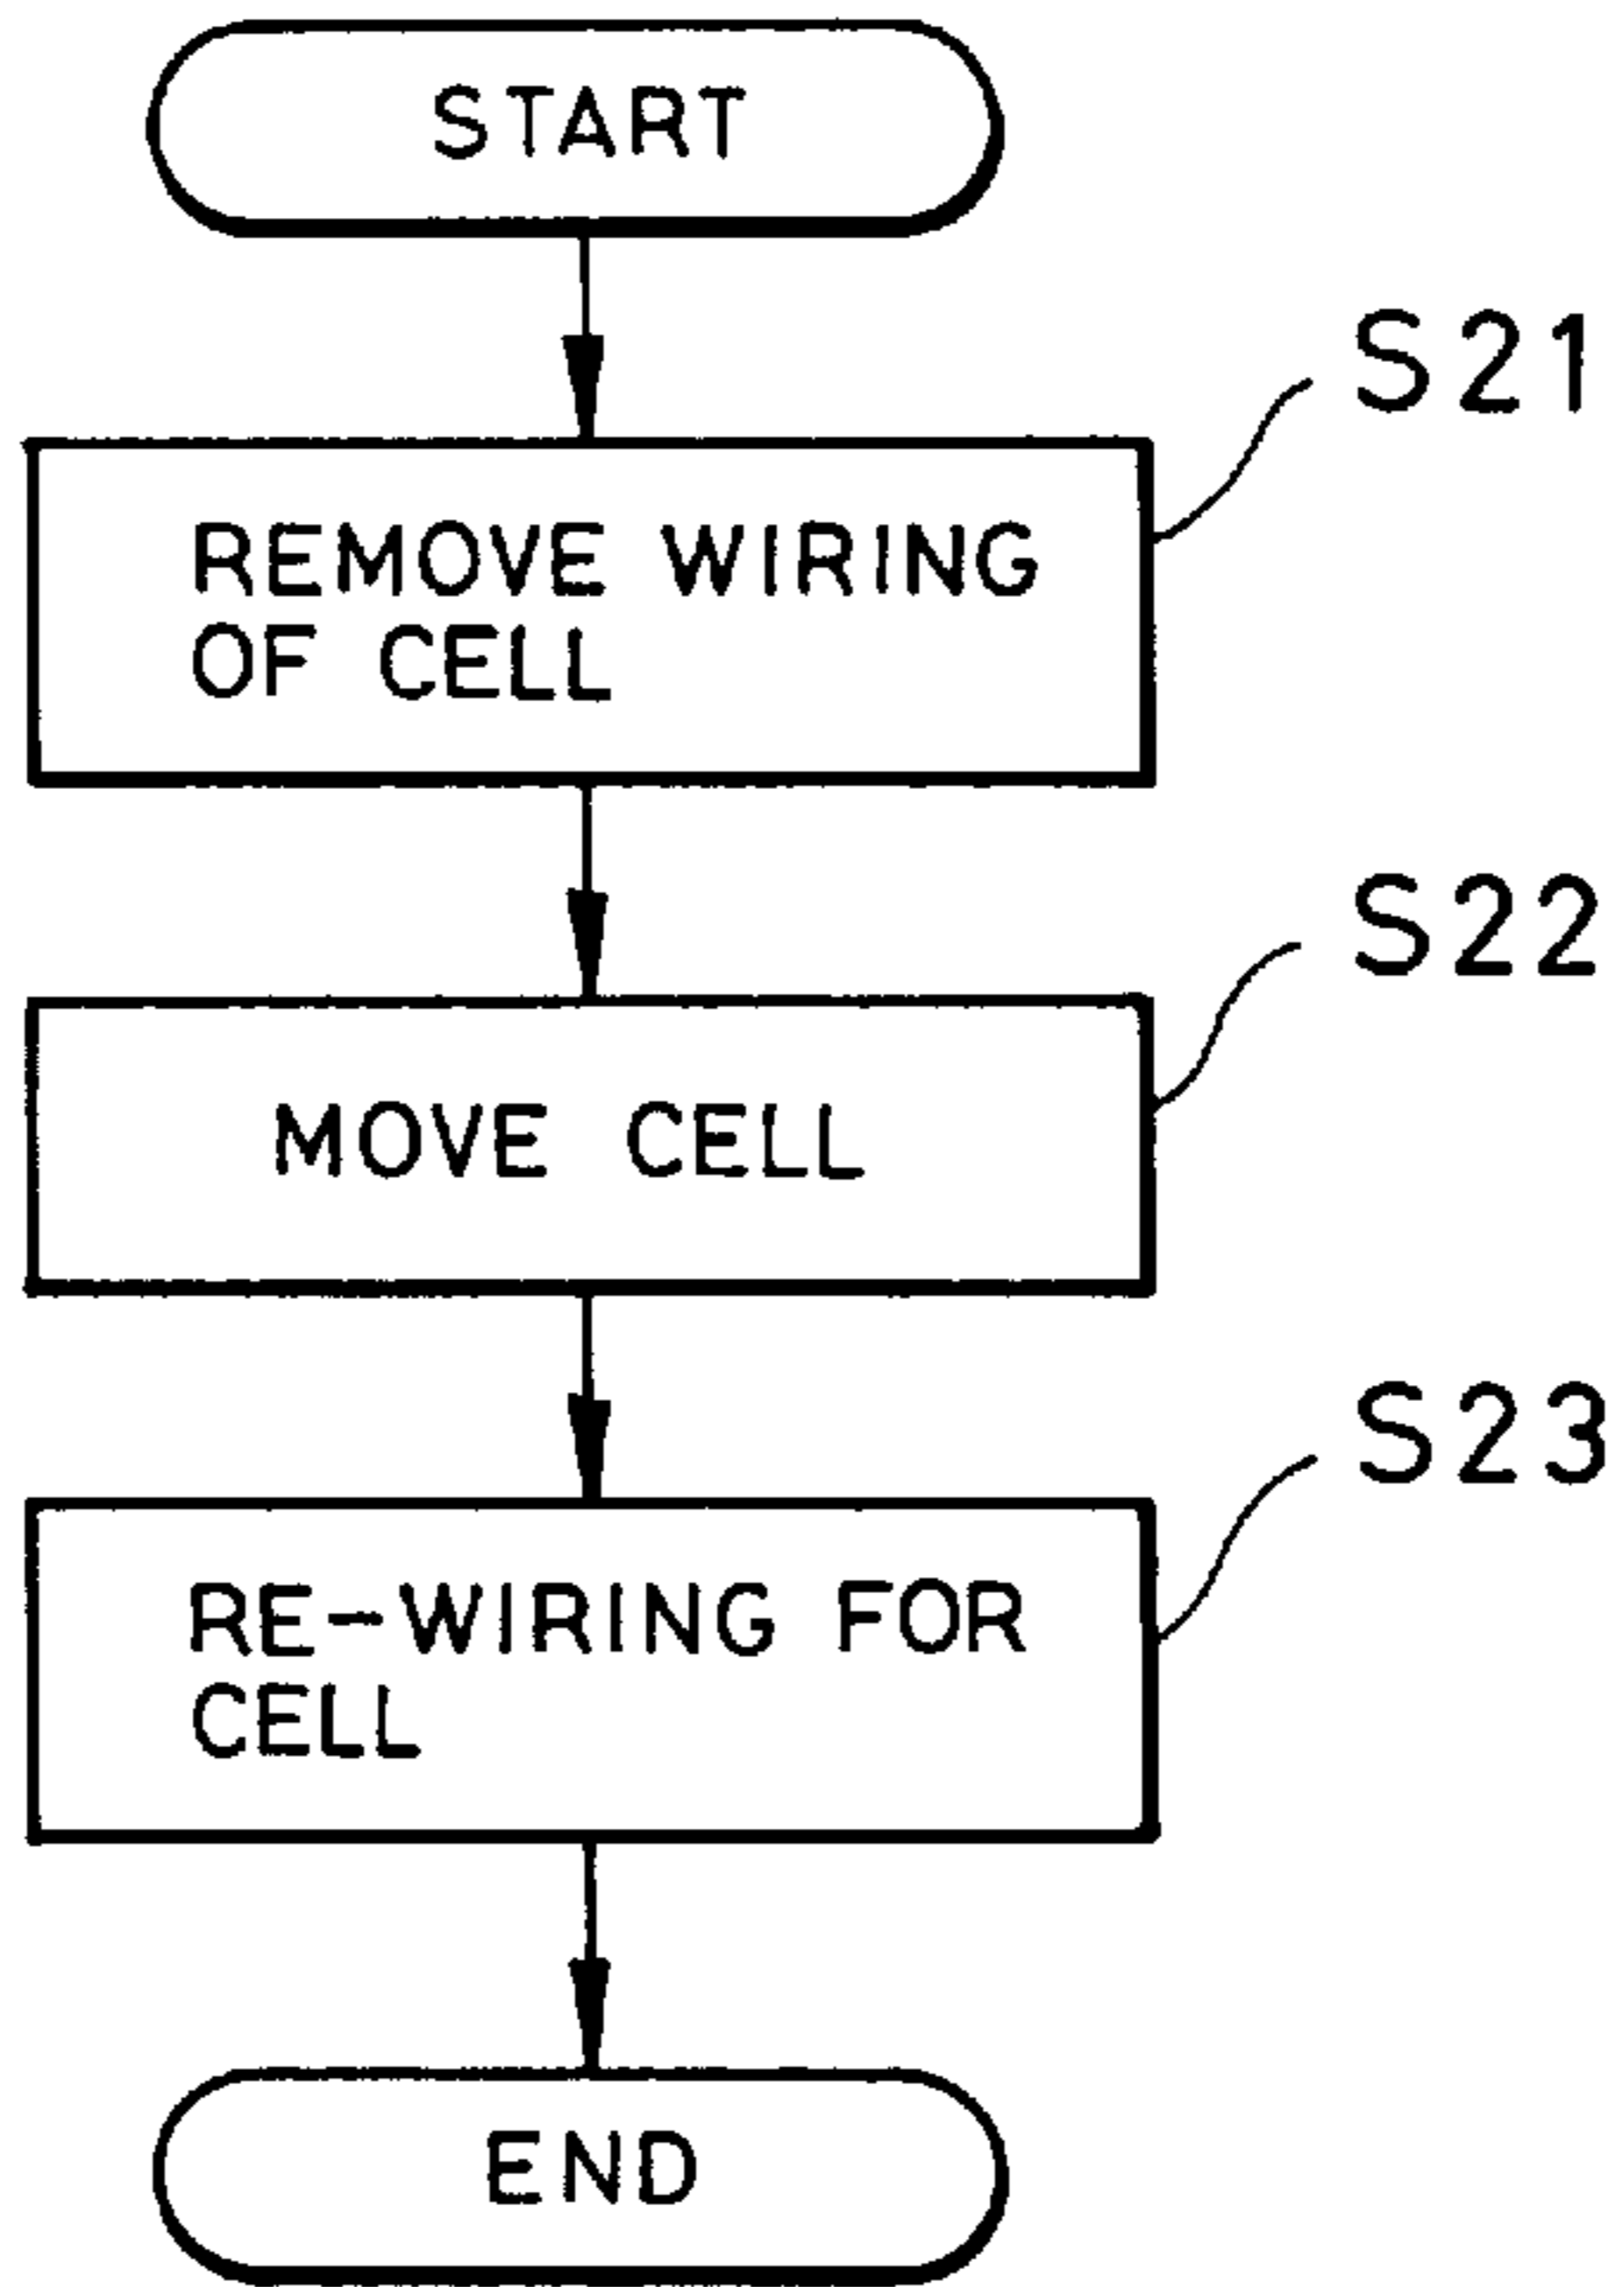 START
S21
REMOVE WIRING
OF CELL
S22
MOVE CELL
S23
RE-WIRING FOR
CELL
END